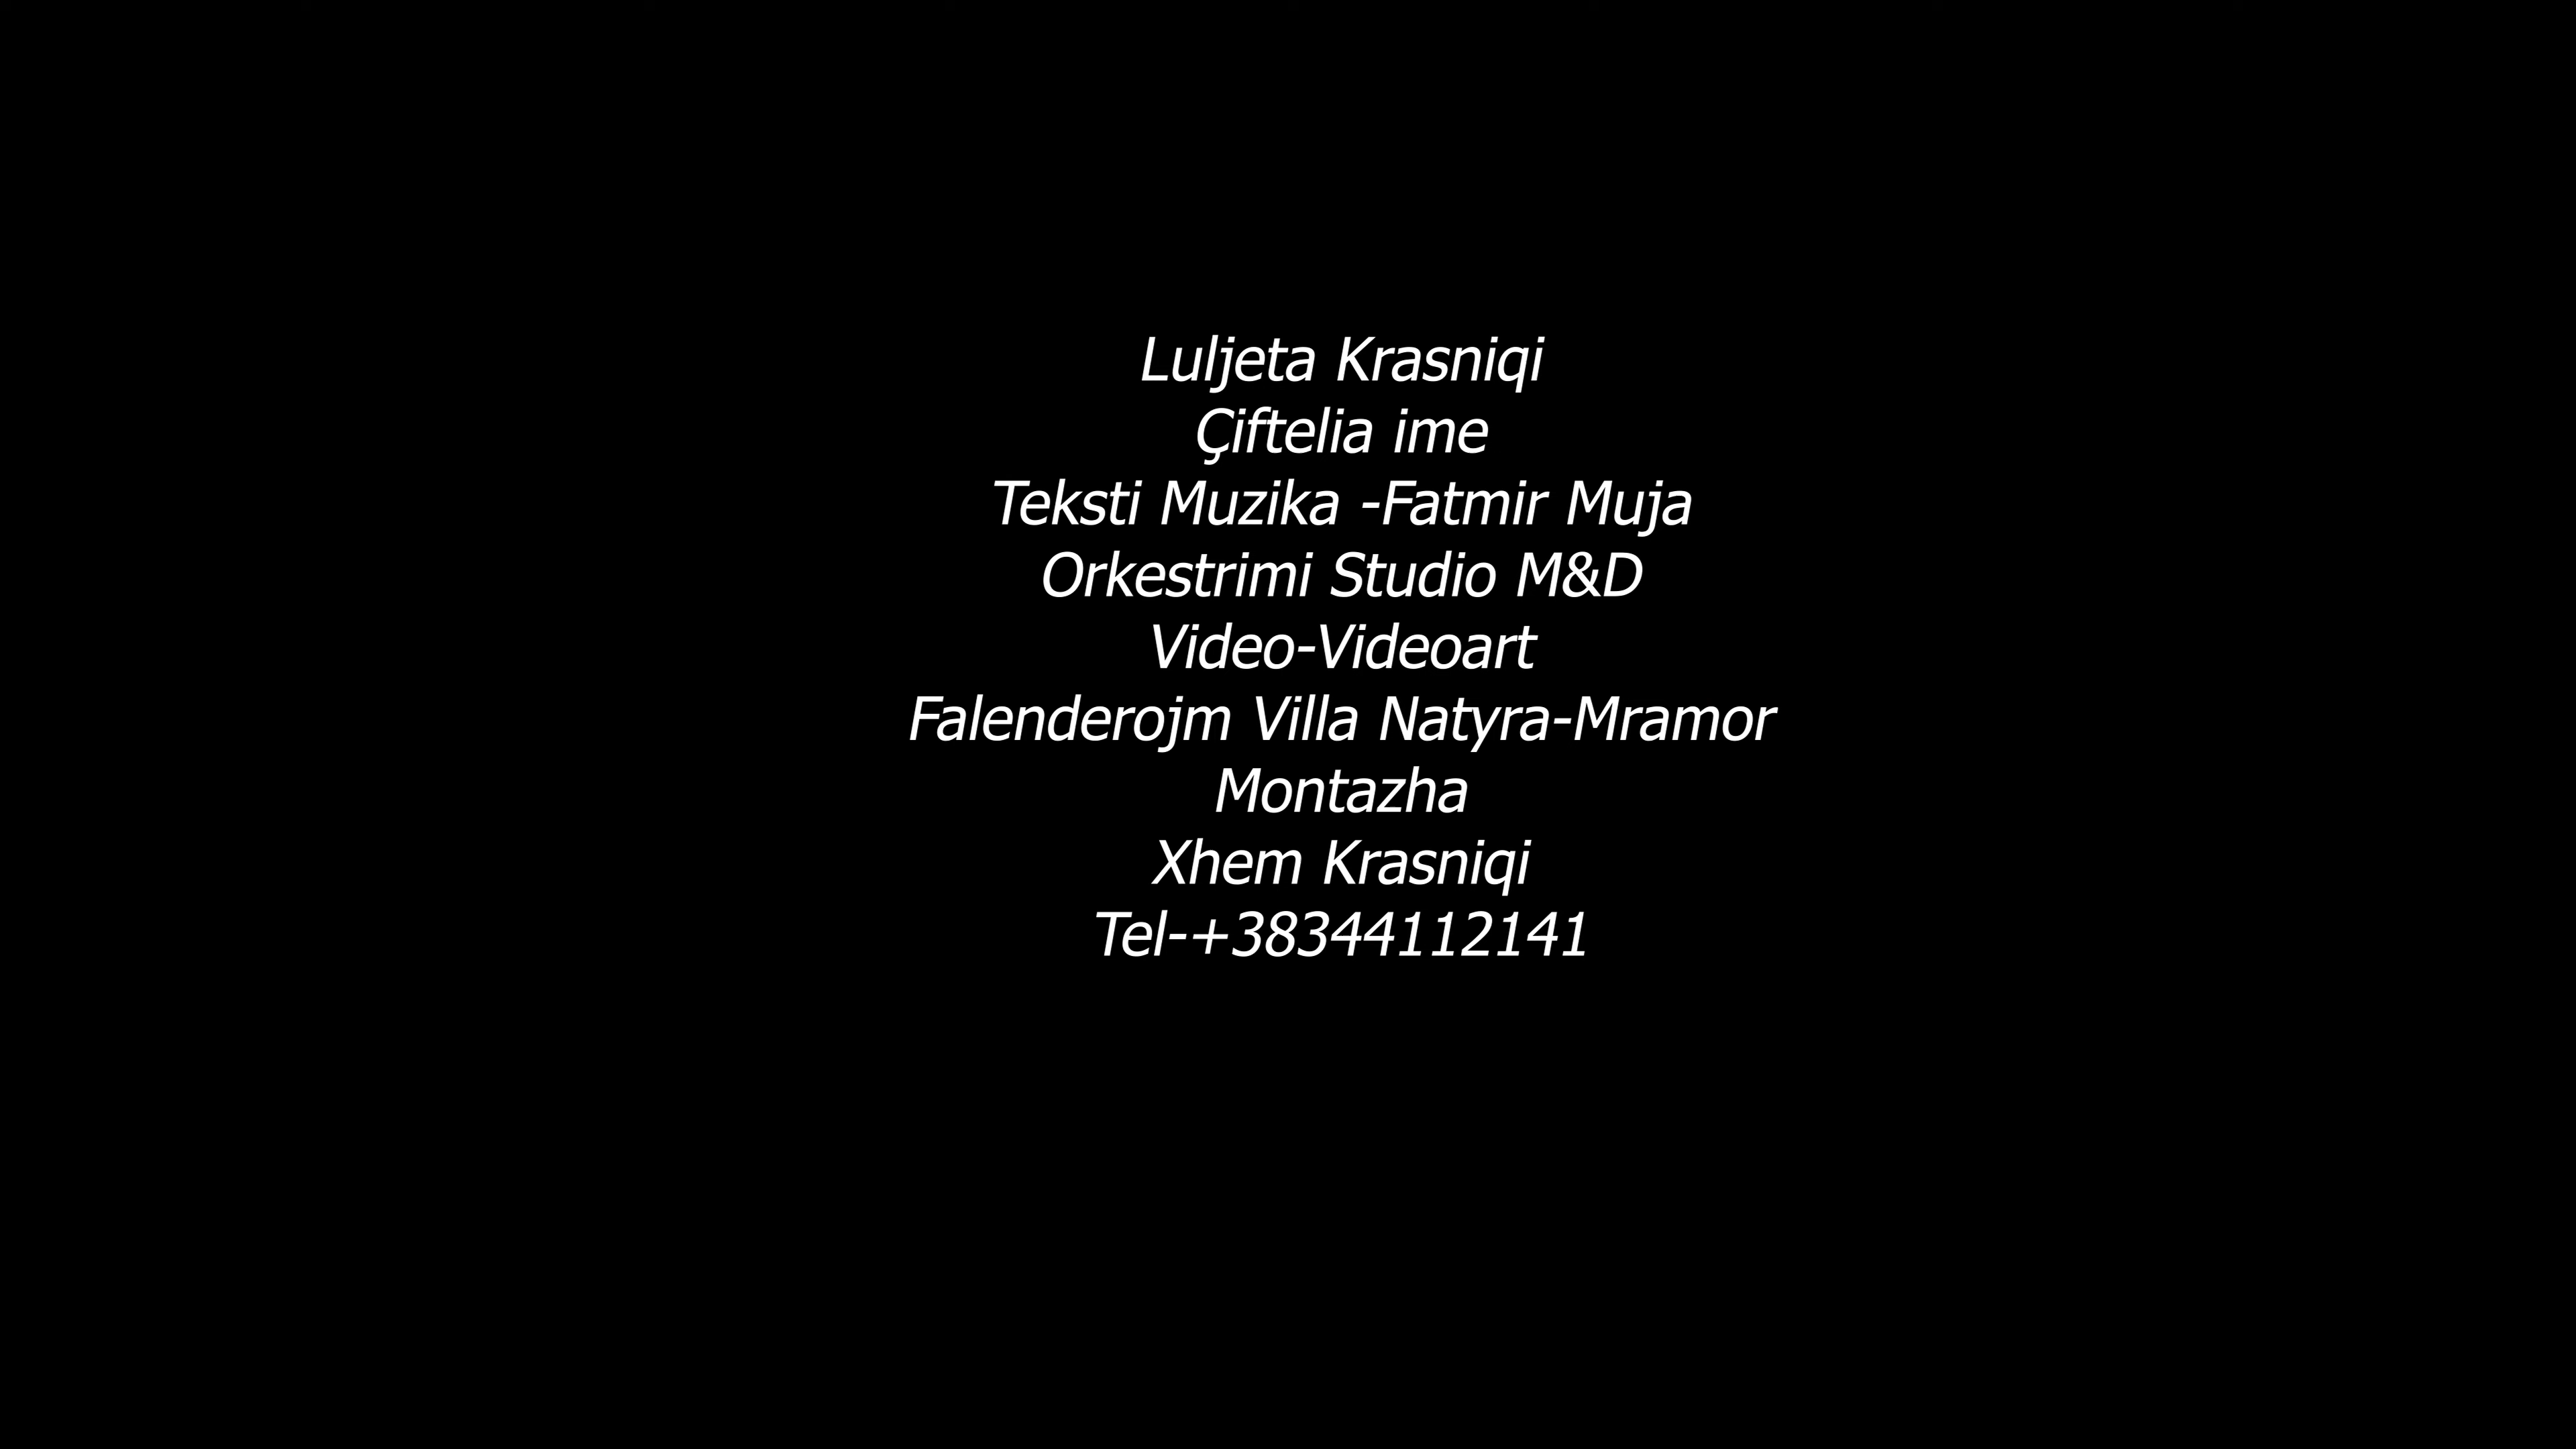 Luljeta Krasniqi
Çiftelia ime
Teksti Muzika -Fatmir Muja
Orkestrimi Studio M&D
Video-Videoart
Falenderojm Villa Natyra-Mramor
Montazha
Xhem Krasniqi
Tel-+38344112141